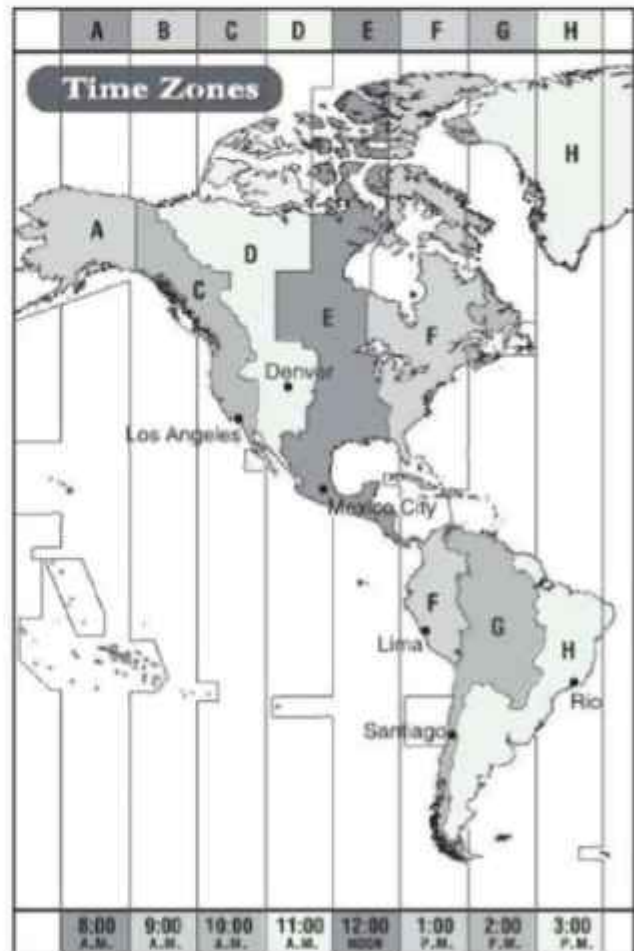 A B C D E F G H
Time Zones
H
A
D
C
E
F
Denver
Los Angeles
Mexico City
F
G
Lima
H
Rio
Santiago
8:00 9:00 10:00 11:00 12:00 1:00 2:00 3:00
A.M. A.M. A.M. A.M. NOON P.M. P.M. P.M.